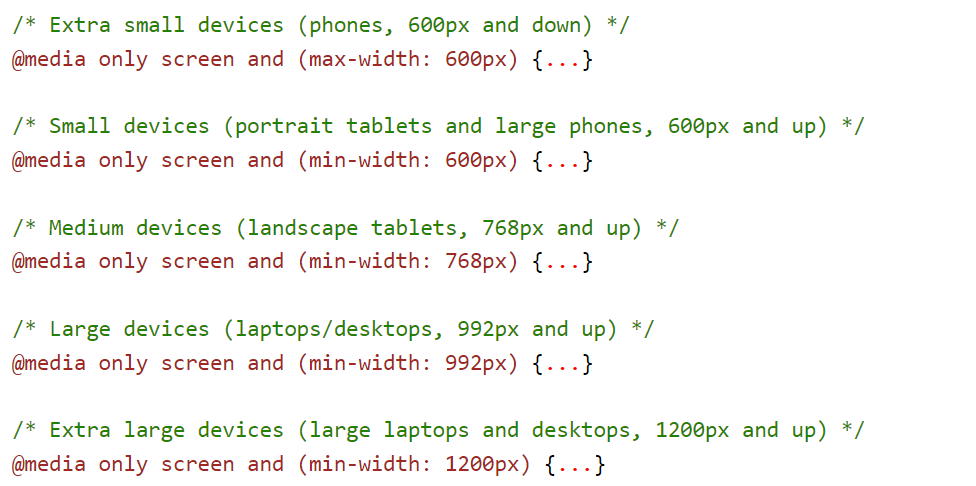 /* Extra small devices (phones, 600px and down) */
@media only screen and (max-width: 600px) {...}
/* Small devices (portrait tablets and large phones, 600px and up) */
@media only screen and (min-width: 600px) {...}
/* Medium devices (landscape tablets, 768px and up) */
@media only screen and (min-width: 768px) {...}
/* Large devices (laptops/desktops, 992px and up) */
@media only screen and (min-width: 992px) {...}
/* Extra large devices (large laptops and desktops, 1200px and up) */
@media only screen and (min-width: 1200px) {...}